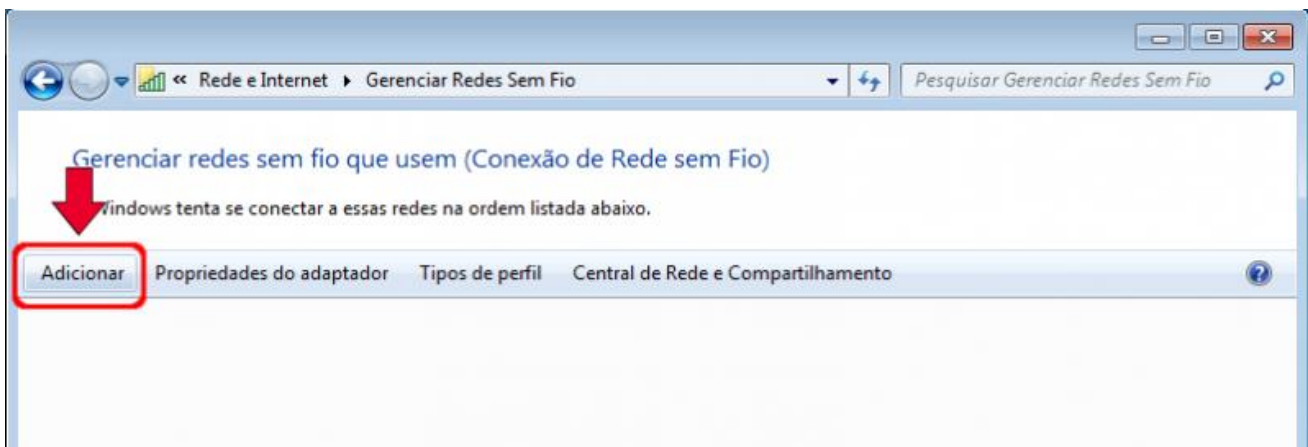 « Rede e Internet ▸ Gerenciar Redes Sem Fio
Pesquisar Gerenciar Redes Sem Fio
Gerenciar redes sem fio que usem (Conexão de Rede sem Fio)
Windows tenta se conectar a essas redes na ordem listada abaixo.
Adicionar Propriedades do adaptador Tipos de perfil Central de Rede e Compartilhamento